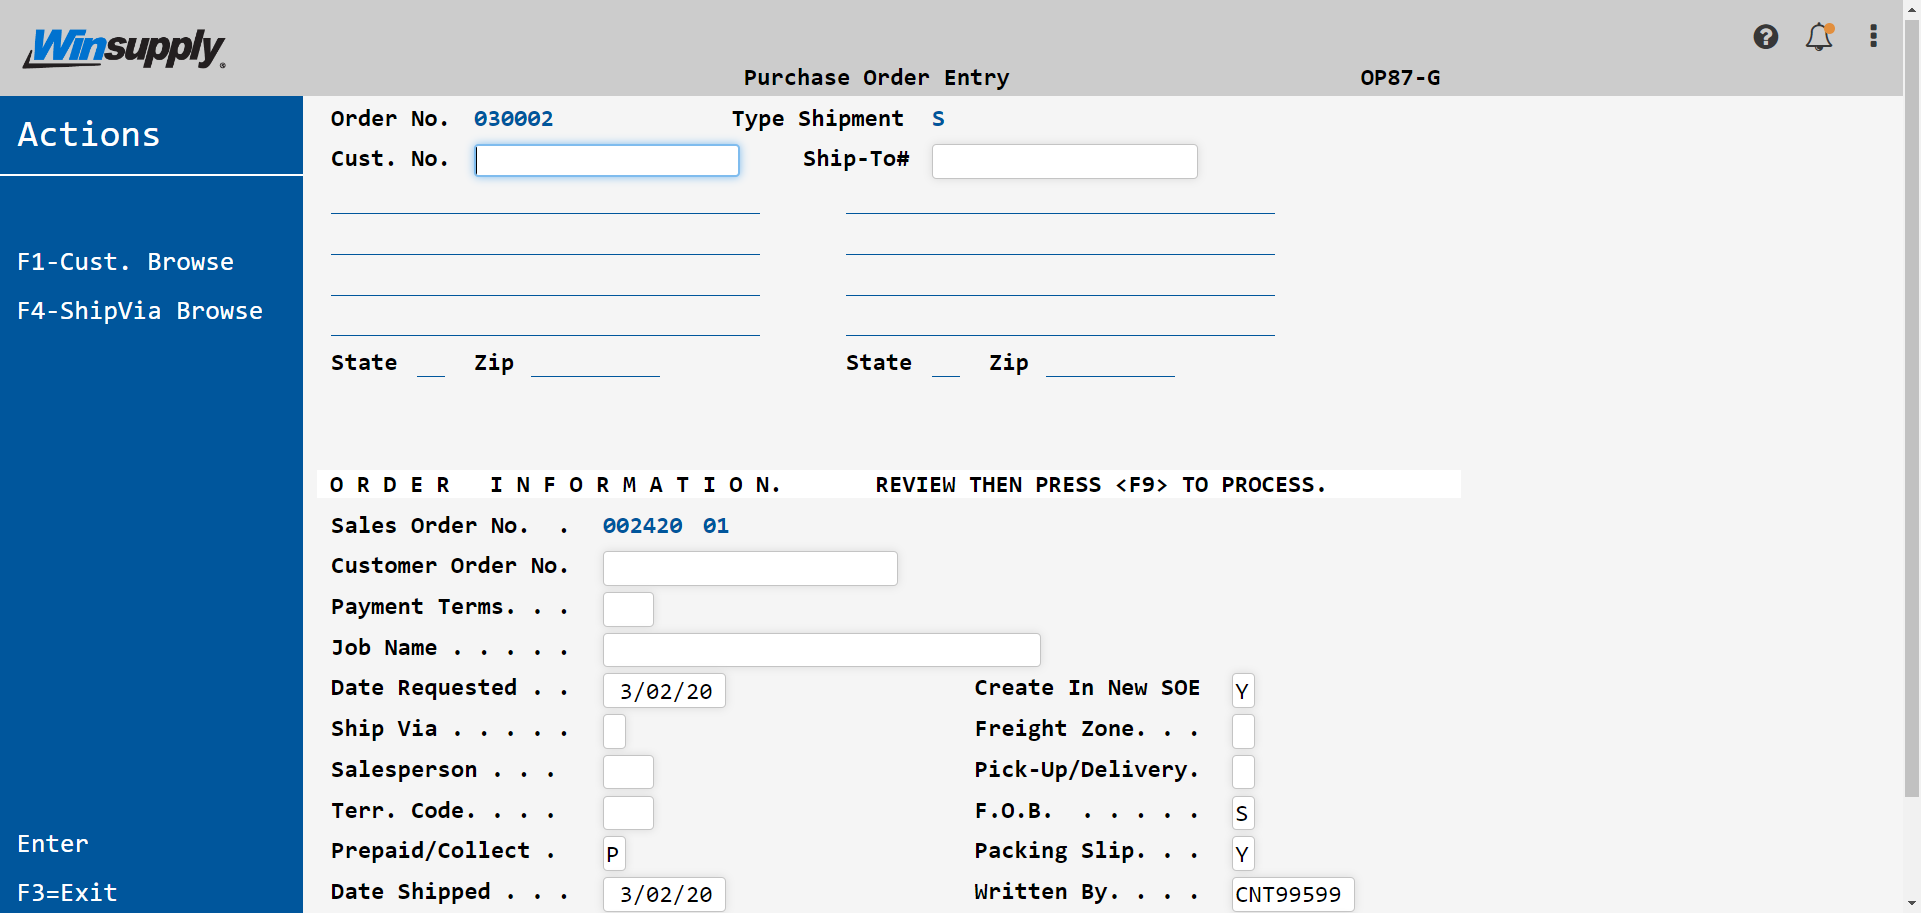 Winsupply®
Purchase Order Entry OP87-G
Actions
F1-Cust. Browse
F4-ShipVia Browse
Enter
F3=Exit
Order No. 030002 Type Shipment S
Cust. No. Ship-To#
State __ Zip _________ State __ Zip _________
O R D E R  I N F O R M A T I O N. REVIEW THEN PRESS <F9> TO PROCESS.
Sales Order No. . 002420 01
Customer Order No.
Payment Terms. . .
Job Name . . . . .
Date Requested . . 3/02/20 Create In New SOE Y
Ship Via . . . . . Freight Zone. . .
Salesperson . . . Pick-Up/Delivery.
Terr. Code. . . . F.O.B. . . . . . S
Prepaid/Collect . P Packing Slip. . . Y
Date Shipped . . . 3/02/20 Written By. . . . CNT99599